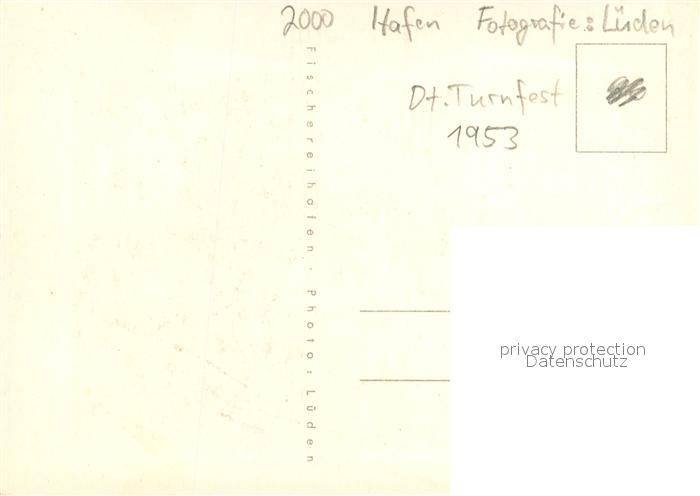 2000 Hafen Fotografie: Lüden
Dt. Turnfest
1953
Fischereihafen · Photo: Lüden
privacy protection
Datenschutz